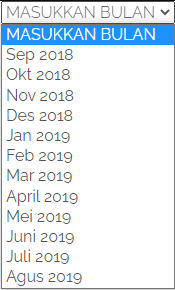 MASUKKAN BULAN
MASUKKAN BULAN
Sep 2018
Okt 2018
Nov 2018
Des 2018
Jan 2019
Feb 2019
Mar 2019
April 2019
Mei 2019
Juni 2019
Juli 2019
Agus 2019